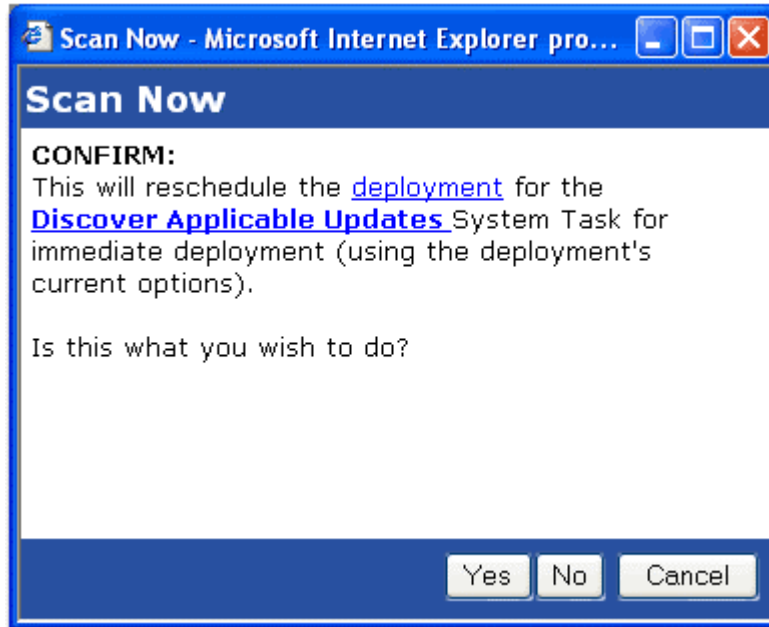 Scan Now - Microsoft Internet Explorer pro...
Scan Now
CONFIRM:
This will reschedule the deployment for the
Discover Applicable Updates System Task for
immediate deployment (using the deployment's
current options).
Is this what you wish to do?
Yes No Cancel